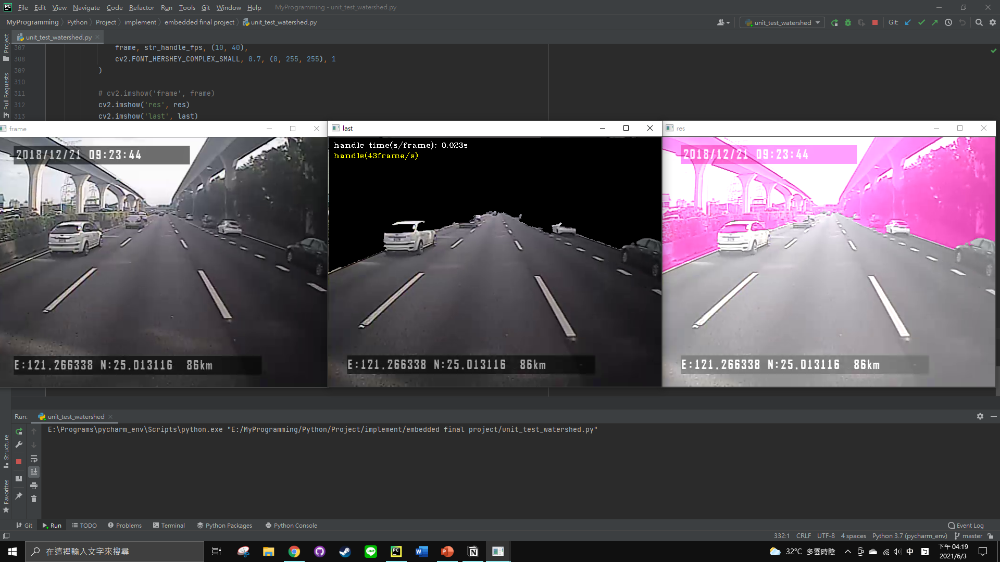 File Edit View Navigate Code Refactor Run Tools Git Window Help MyProgramming - unit_test_watershed.py
MyProgramming Python Project implement embedded final project unit_test_watershed.py unit_test_watershed Git:
unit_test_watershed.py
Project
Pull Requests
307 frame, str_handle_fps, (10, 40),
308 cv2.FONT_HERSHEY_COMPLEX_SMALL, 0.7, (0, 255, 255), 1
309 )
310
311 # cv2.imshow('frame', frame)
312 cv2.imshow('res', res)
313 cv2.imshow('last', last)
frame
2018/12/21 09:23:44
E:121.266338 N:25.013116 86km
last
handle time(s/frame): 0.023s
handle(43frame/s)
E:121.266338 N:25.013116 86km
res
2018/12/21 09:23:44
E:121.266338 N:25.013116 86km
Run: unit_test_watershed
E:\Programs\pycharm_env\Scripts\python.exe "E:/MyProgramming/Python/Project/implement/embedded final project/unit_test_watershed.py"
Structure
Favorites
Git Run TODO Problems Terminal Python Packages Python Console Event Log
332:1 CRLF UTF-8 4 spaces Python 3.7 (pycharm_env) master
在這裡輸入文字來搜尋
LINE
PC
32°C 多雲時陰 中
下午 04:19
2021/6/3